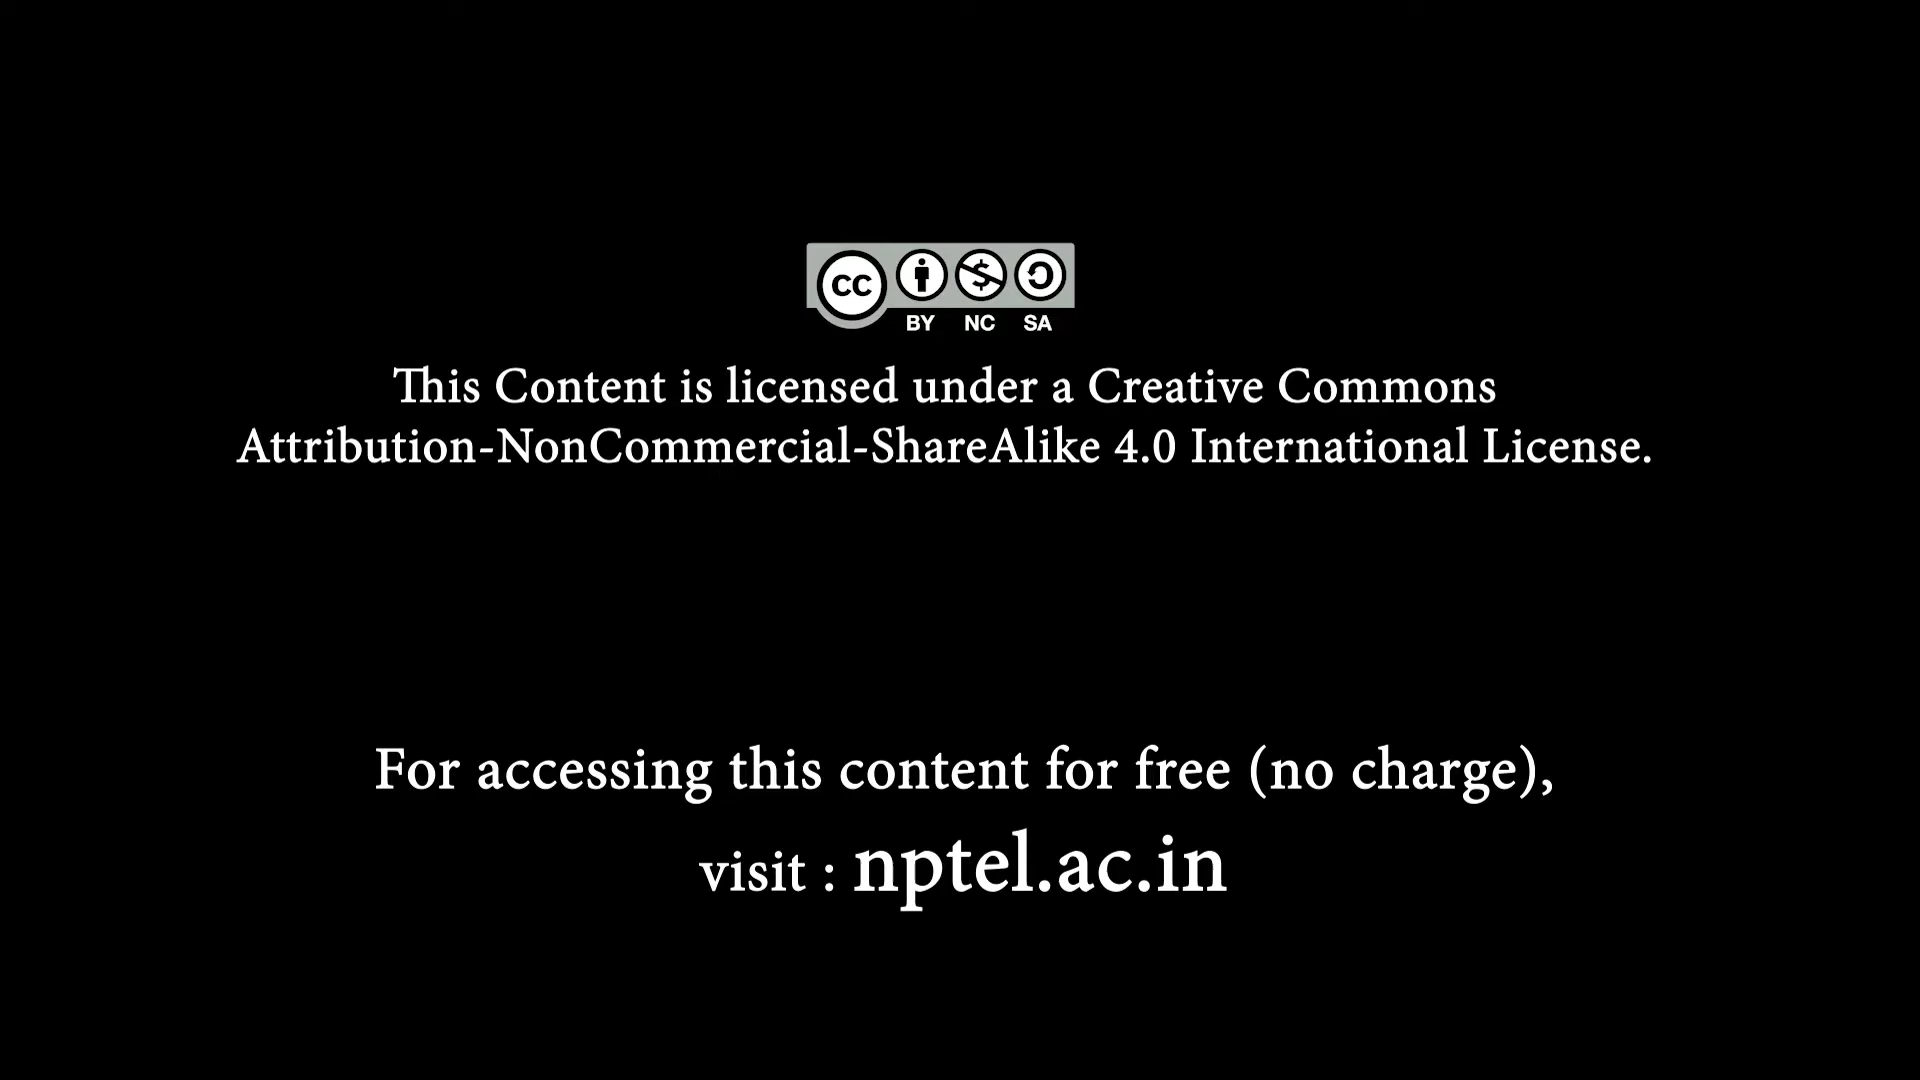 cc
BY NC SA
This Content is licensed under a Creative Commons
Attribution-NonCommercial-ShareAlike 4.0 International License.
For accessing this content for free (no charge),
visit : nptel.ac.in